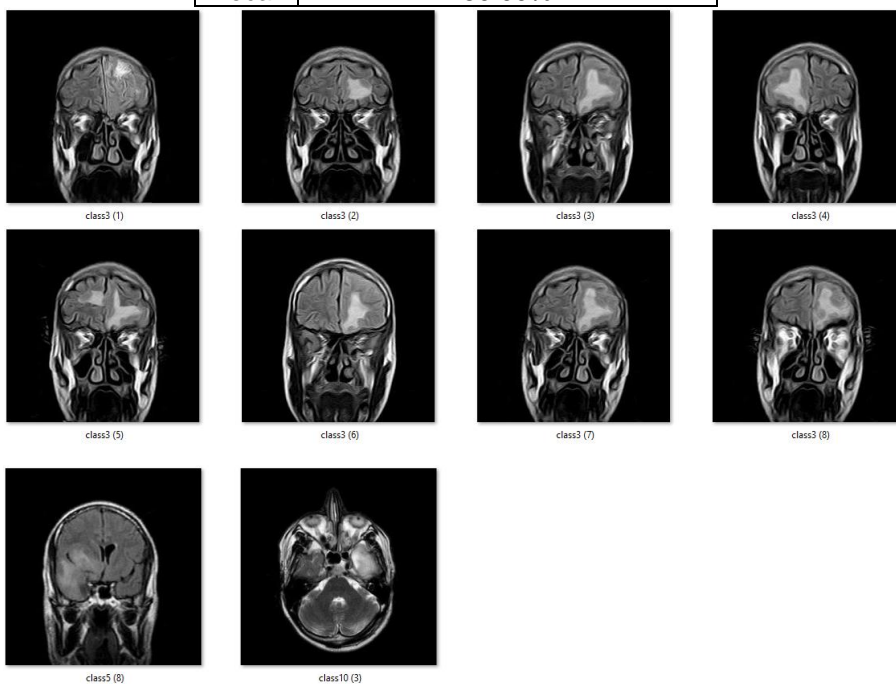 class3 (1) class3 (2) class3 (3) class3 (4)
class3 (5) class3 (6) class3 (7) class3 (8)
class5 (8) class10 (3)